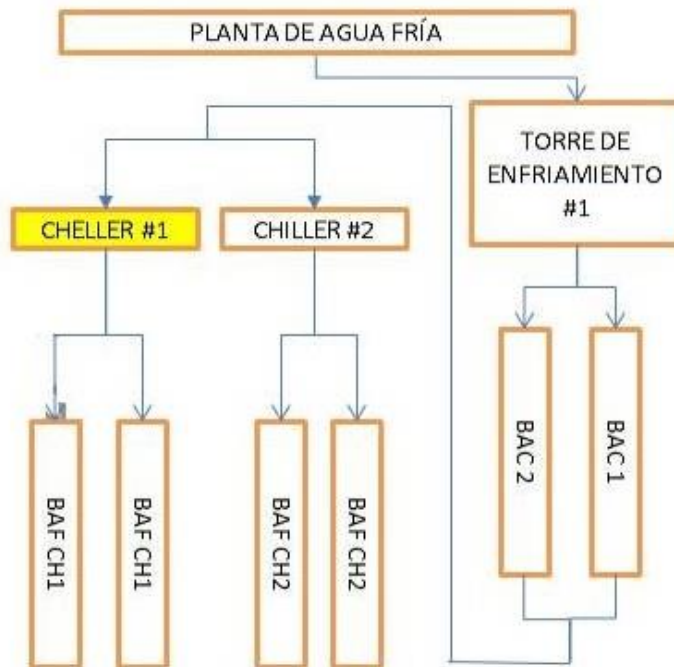 PLANTA DE AGUA FRÍA
TORRE DE
ENFRIAMIENTO
#1
CHELLER #1
CHILLER #2
BAF CH1
BAF CH1
BAF CH2
BAF CH2
BAC 2
BAC 1